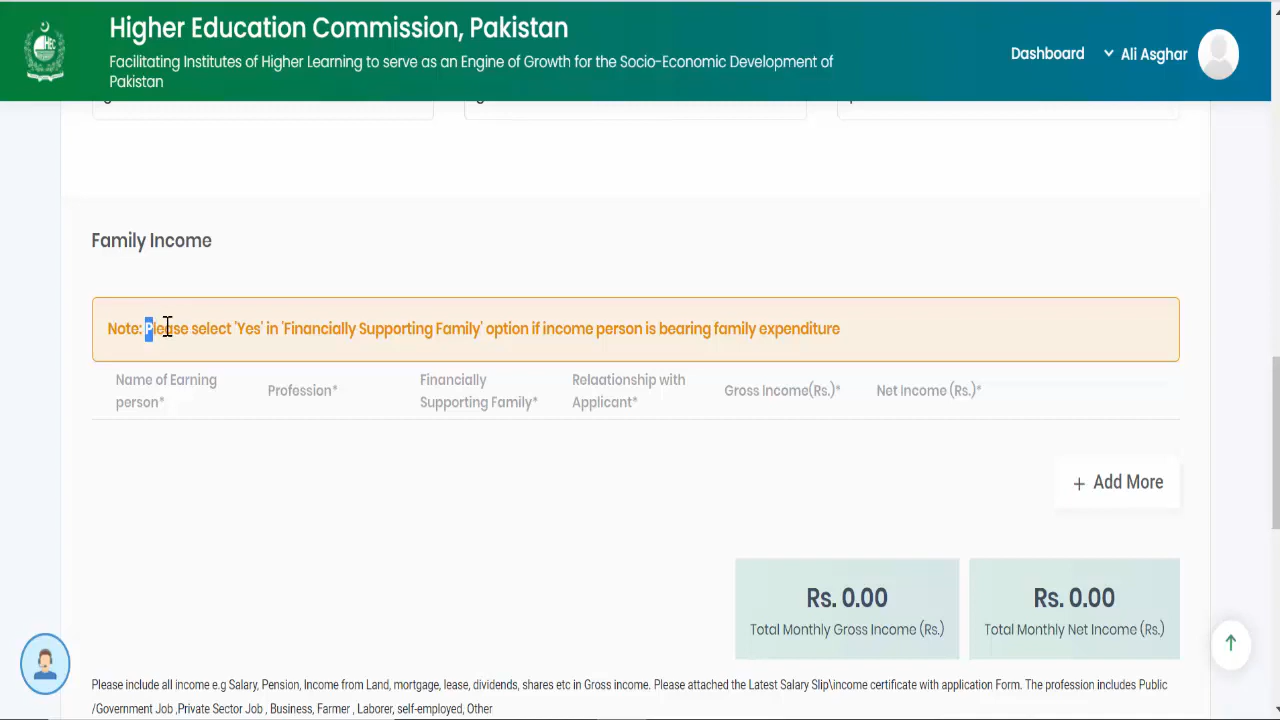 Higher Education Commission, Pakistan
Facilitating Institutes of Higher Learning to serve as an Engine of Growth for the Socio-Economic Development of
Pakistan
Dashboard
Ali Asghar
HEC
Family Income
Note: Please select 'Yes' in 'Financially Supporting Family' option if income person is bearing family expenditure
Name of Earning
person*
Profession*
Financially
Supporting Family*
Relaationship with
Applicant*
Gross Income(Rs.)*
Net Income (Rs.)*
+ Add More
Rs. 0.00
Total Monthly Gross Income (Rs.)
Rs. 0.00
Total Monthly Net Income (Rs.)
Please include all income e.g Salary, Pension, Income from Land, mortgage, lease, dividends, shares etc in Gross income. Please attached the Latest Salary Slip\income certificate with application Form. The profession includes Public
/Government Job ,Private Sector Job , Business, Farmer , Laborer, self-employed, Other